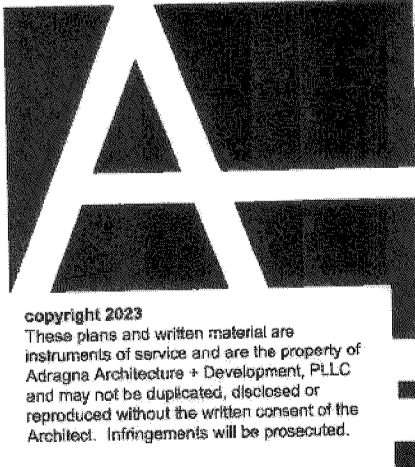 copyright 2023
These plans and written material are
instruments of service and are the property of
Adragna Architecture + Development, PLLC
and may not be duplicated, disclosed or
reproduced without the written consent of the
Architect. Infringements will be prosecuted.